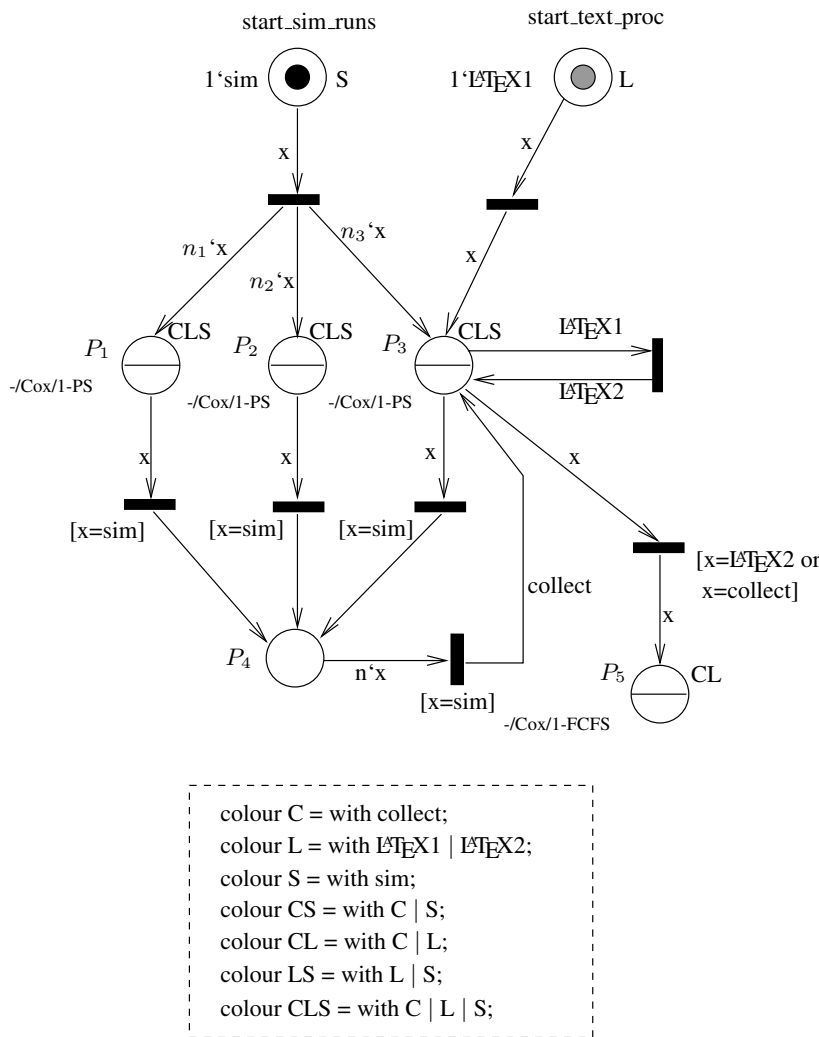 start_sim_runs
start_text_proc
1‘sim
S
1‘LATEX1
L
x
x
n1‘x
n2‘x
n3‘x
x
P1
CLS
P2
CLS
P3
CLS
LATEX1
LATEX2
-/Cox/1-PS
-/Cox/1-PS
-/Cox/1-PS
x
x
x
x
[x=sim]
[x=sim]
[x=sim]
[x=LATEX2 or
x=collect]
collect
x
P4
n‘x
[x=sim]
P5
CL
-/Cox/1-FCFS
colour C = with collect;
colour L = with LATEX1 | LATEX2;
colour S = with sim;
colour CS = with C | S;
colour CL = with C | L;
colour LS = with L | S;
colour CLS = with C | L | S;